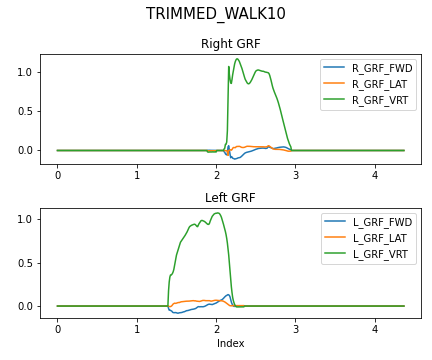 TRIMMED_WALK10
Right GRF
R_GRF_FWD
R_GRF_LAT
R_GRF_VRT
1.0
0.5
0.0
0 1 2 3 4
Left GRF
L_GRF_FWD
L_GRF_LAT
L_GRF_VRT
1.0
0.5
0.0
0 1 2 3 4
Index